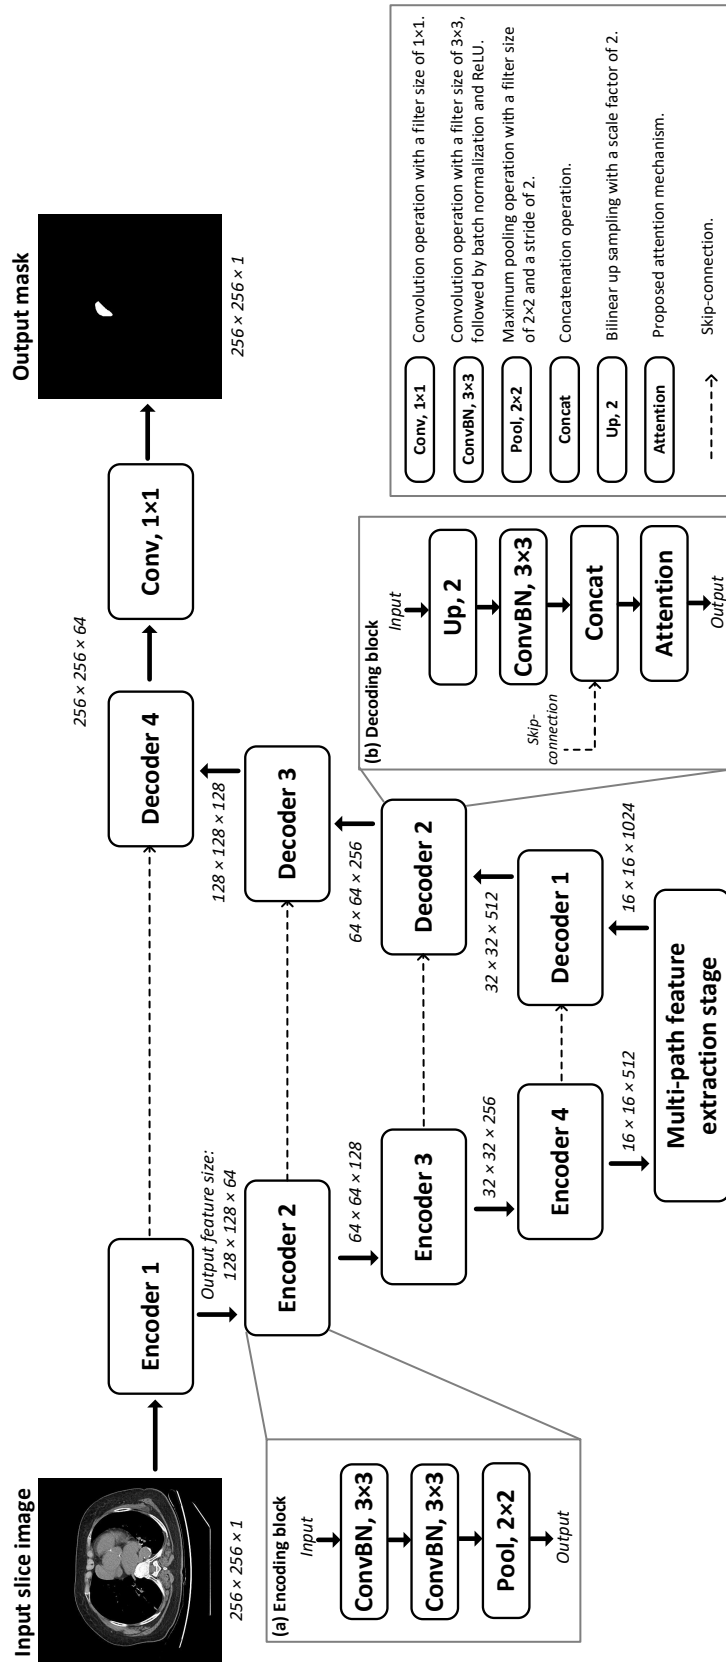 Input slice image
256 × 256 × 1
Encoder 1
Output feature size:
128 × 128 × 64
Encoder 2
64 × 64 × 128
Encoder 3
32 × 32 × 256
Encoder 4
16 × 16 × 512
Multi-path feature
extraction stage
16 × 16 × 1024
Decoder 1
32 × 32 × 512
Decoder 2
64 × 64 × 256
Decoder 3
128 × 128 × 128
Decoder 4
256 × 256 × 64
Conv, 1×1
Output mask
256 × 256 × 1
(a) Encoding block
Input
ConvBN, 3×3
ConvBN, 3×3
Pool, 2×2
Output
(b) Decoding block
Input
Up, 2
ConvBN, 3×3
Skip-
connection
Concat
Attention
Output
Conv, 1×1
Convolution operation with a filter size of 1×1.
ConvBN, 3×3
Convolution operation with a filter size of 3×3,
followed by batch normalization and ReLU.
Pool, 2×2
Maximum pooling operation with a filter size
of 2×2 and a stride of 2.
Concat
Concatenation operation.
Up, 2
Bilinear up sampling with a scale factor of 2.
Attention
Proposed attention mechanism.
Skip-connection.